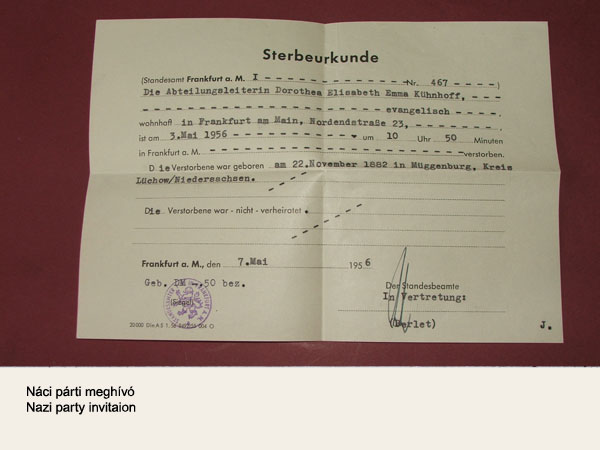 Sterbeurkunde
(Standesamt Frankfurt a. M. I - - - - - - - - - - - - - - - Nr. 467 - - - -)
Die Abteilungsleiterin Dorothea Elisabeth Emma Kühnhoff, - - -
- - - - - - - - - - - - - - - - - - - - - evangelisch - - - -.
wohnhaft in Frankfurt am Main, Nordendstraße 23, - - - - - - - -
ist am 3.Mai 1956 - - - - - - - - - - - um 10 Uhr 50 Minuten
in Frankfurt a. M. - - - - - - - - - - - - - - - - - - verstorben.
Die Verstorbene war geboren am 22.November 1882 in Müggenburg, Kreis
Lüchow/Niedersachsen.
Die Verstorbene war - nicht - verheiratet.
Frankfurt a. M., den 7.Mai 1956
Geb. DM -,50 bez.
Der Standesbeamte
In Vertretung:
(Siegel)
(Berlet) J.
Náci párti meghívó
Nazi party invitaion